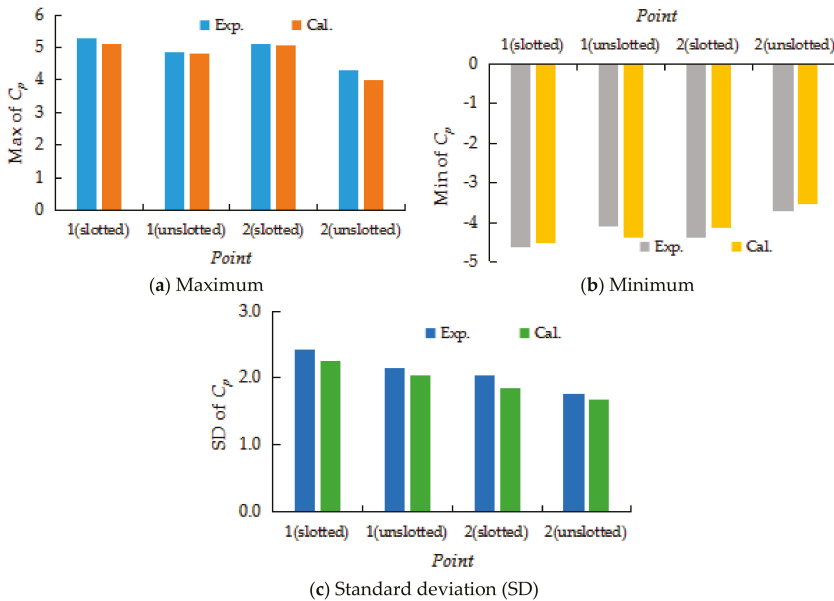 Max of Cp
6
5
4
3
2
1
0
Exp.
Cal.
1(slotted)
1(unslotted)
2(slotted)
2(unslotted)
Point
(a) Maximum
Point
1(slotted)
1(unslotted)
2(slotted)
2(unslotted)
Min of Cp
0
-1
-2
-3
-4
-5
Exp.
Cal.
(b) Minimum
SD of Cp
3.0
2.0
1.0
0.0
Exp.
Cal.
1(slotted)
1(unslotted)
2(slotted)
2(unslotted)
Point
(c) Standard deviation (SD)